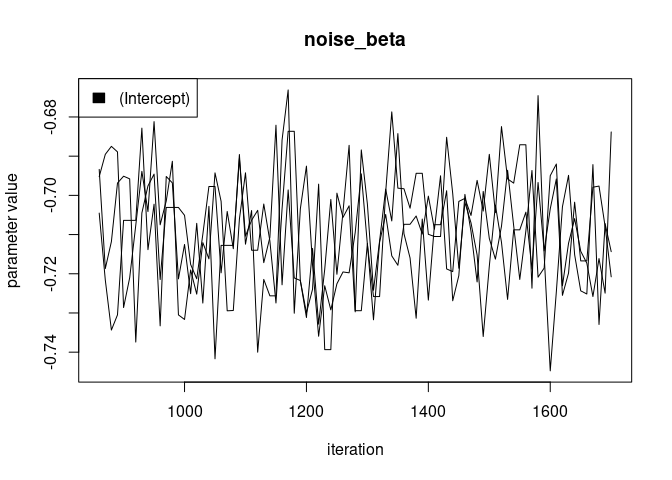 noise_beta
(Intercept)
parameter value
-0.68
-0.70
-0.72
-0.74
1000
1200
1400
1600
iteration